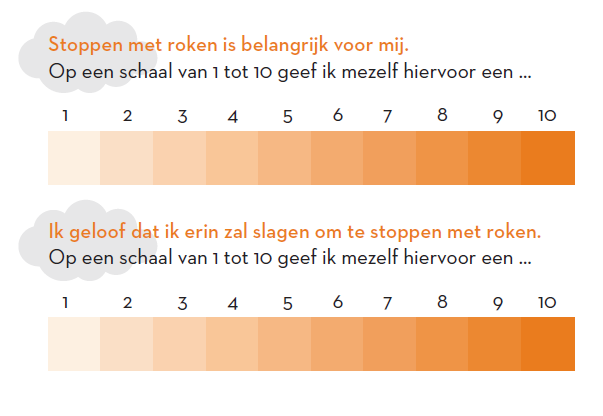 Stoppen met roken is belangrijk voor mij.
Op een schaal van 1 tot 10 geef ik mezelf hiervoor een ...
1 2 3 4 5 6 7 8 9 10
Ik geloof dat ik erin zal slagen om te stoppen met roken.
Op een schaal van 1 tot 10 geef ik mezelf hiervoor een ...
1 2 3 4 5 6 7 8 9 10